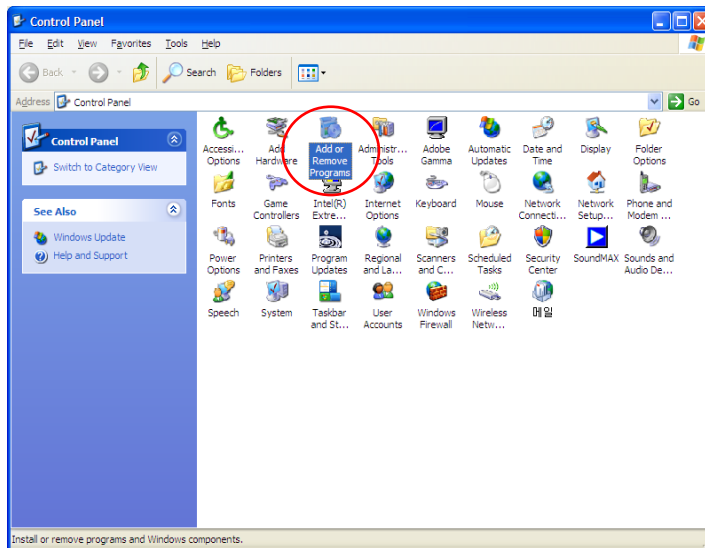 Control Panel
File Edit View Favorites Tools Help
Back Search Folders
Address Control Panel Go
Control Panel
Switch to Category View
See Also
Windows Update
Help and Support
Accessi... Add Add or Administr... Adobe Automatic Date and Display Folder
Options Hardware Remove Tools Gamma Updates Time Options
Programs
Fonts Game Intel(R) Internet Keyboard Mouse Network Network Phone and
Controllers Extre... Options Connecti... Setup... Modem ...
Power Printers Program Regional Scanners Scheduled Security SoundMAX Sounds and
Options and Faxes Updates and La... and C... Tasks Center Audio De...
Speech System Taskbar User Windows Wireless 메일
and St... Accounts Firewall Netw...
Install or remove programs and Windows components.